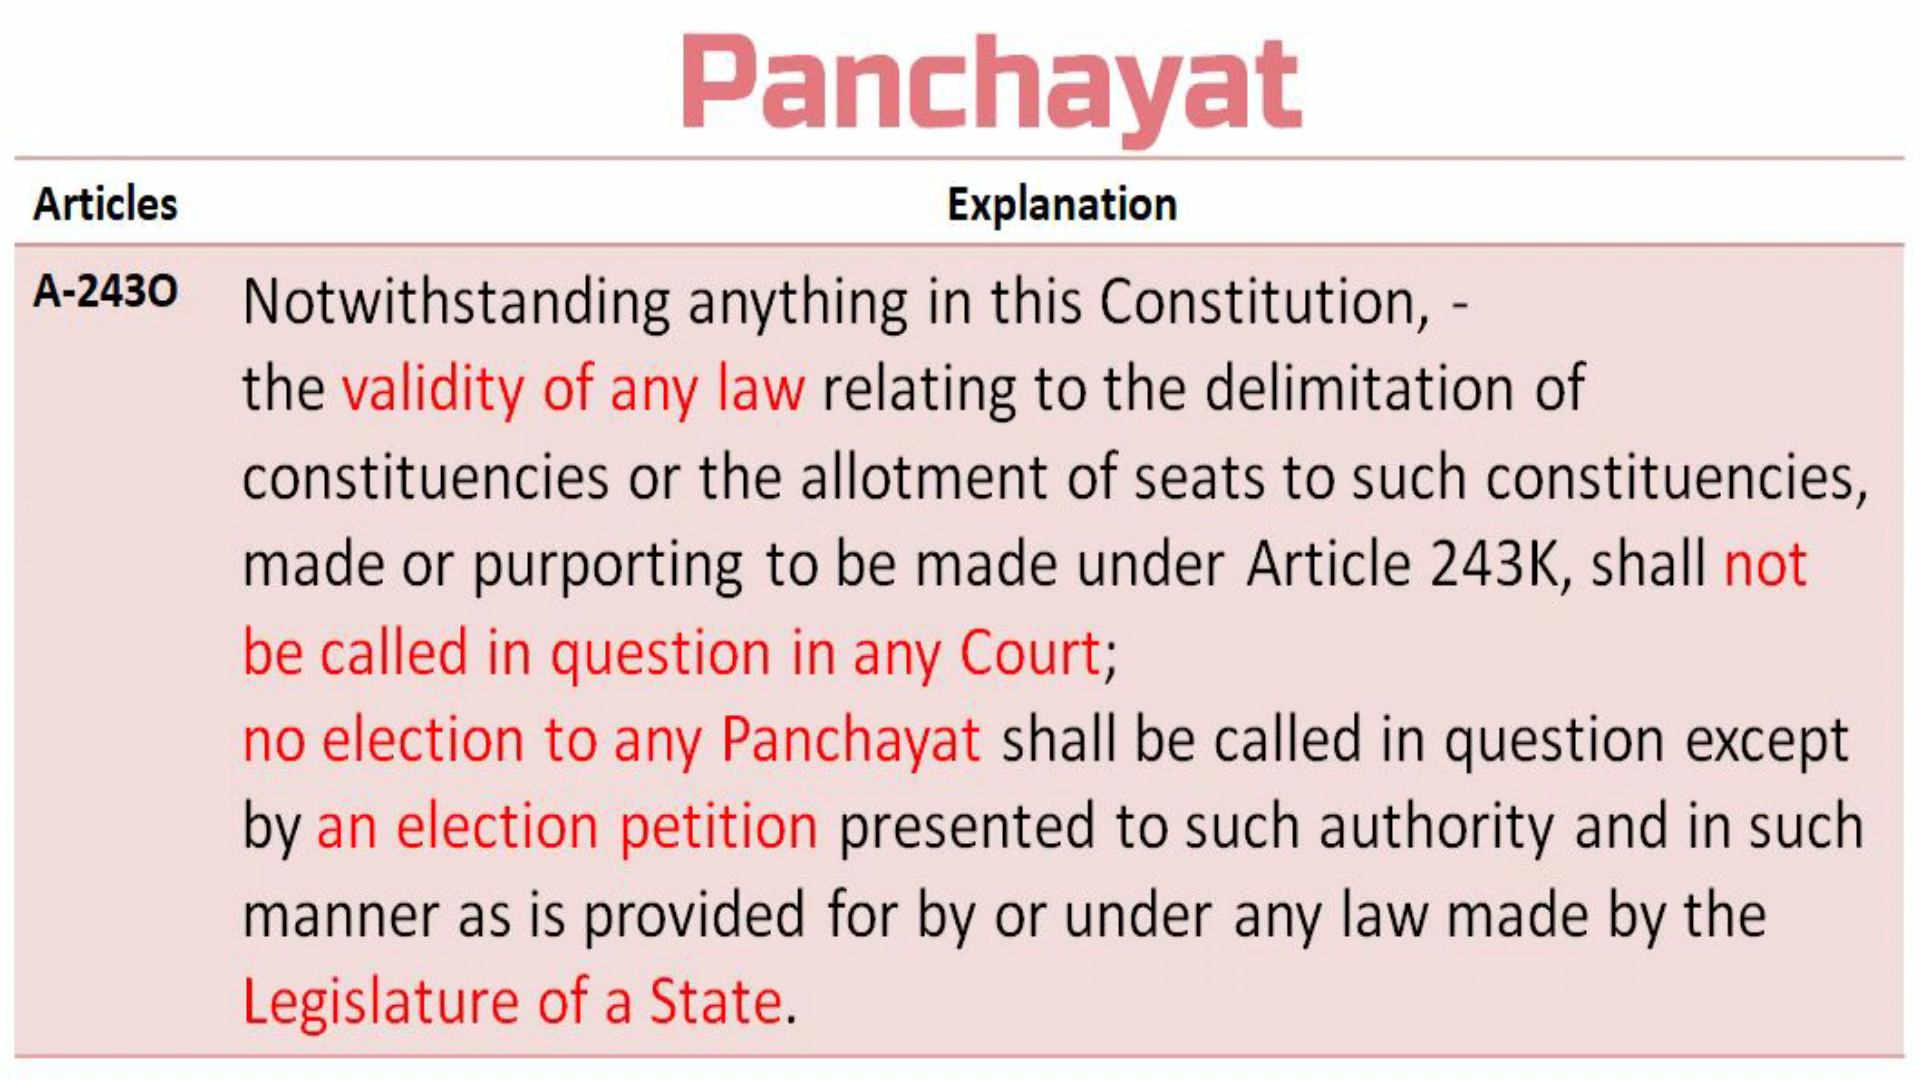 Panchayat
Articles Explanation
A-243O Notwithstanding anything in this Constitution, -
the validity of any law relating to the delimitation of
constituencies or the allotment of seats to such constituencies,
made or purporting to be made under Article 243K, shall not
be called in question in any Court;
no election to any Panchayat shall be called in question except
by an election petition presented to such authority and in such
manner as is provided for by or under any law made by the
Legislature of a State.